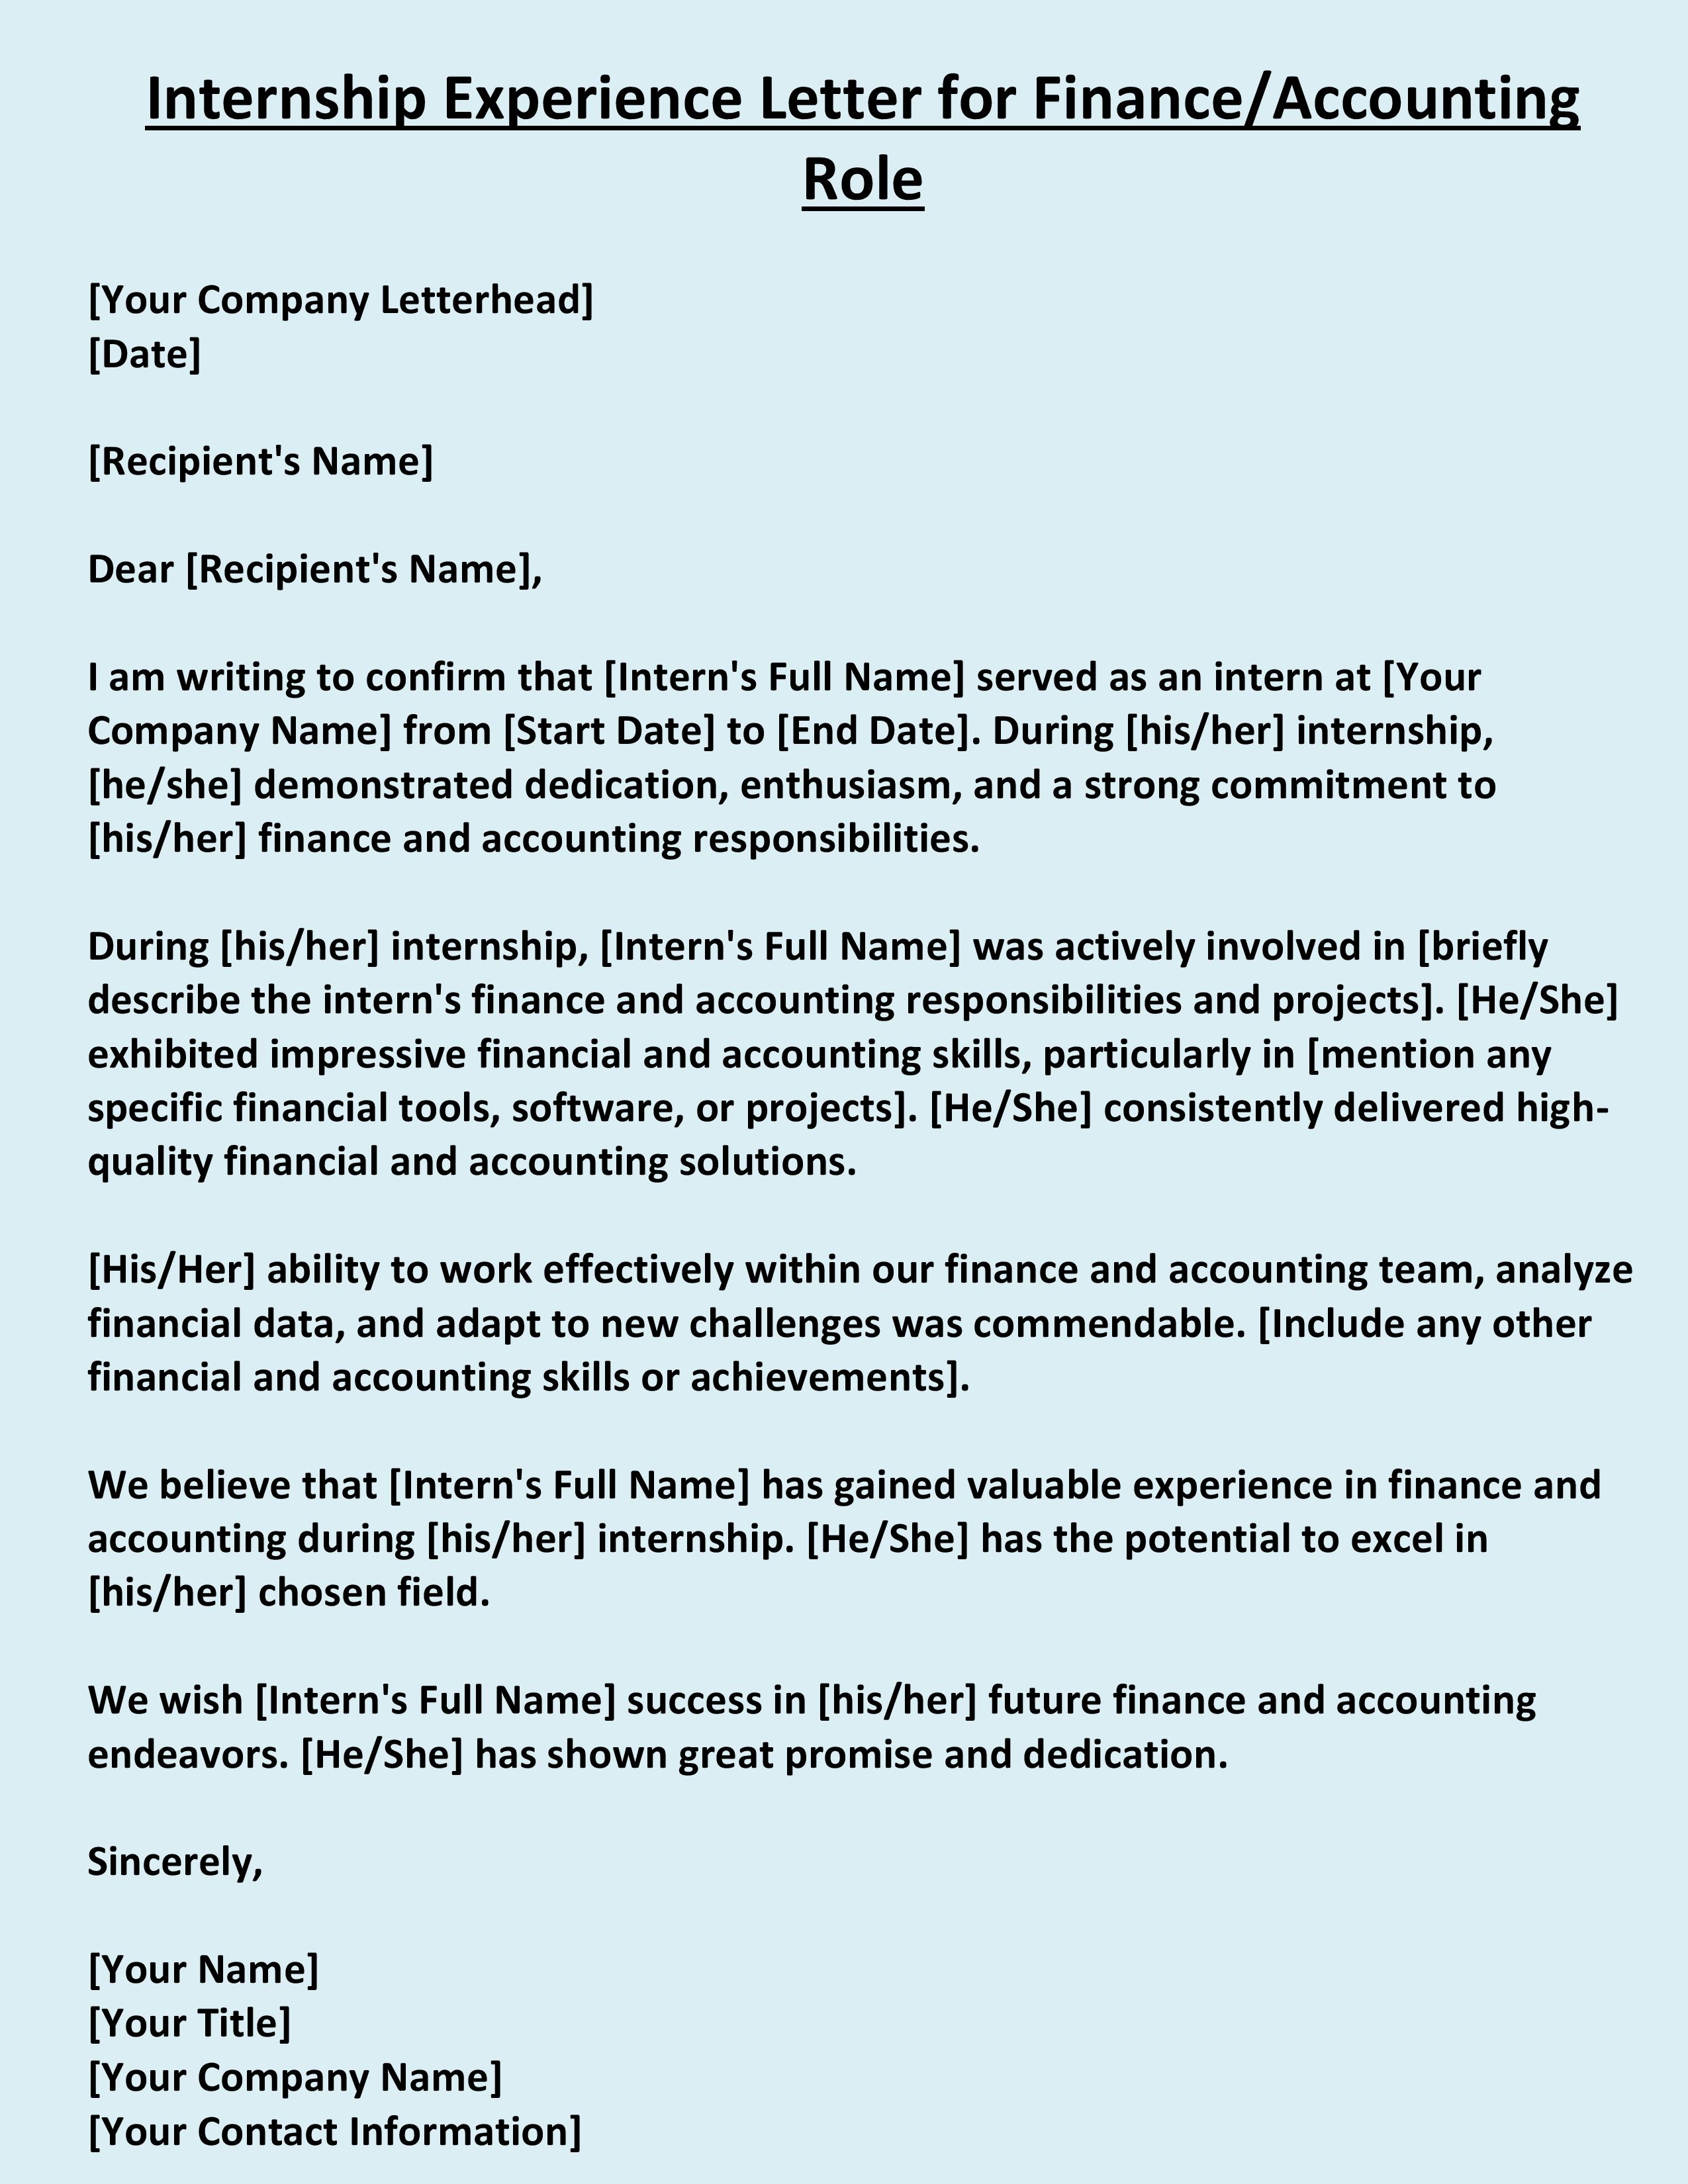 Internship Experience Letter for Finance/Accounting
Role
[Your Company Letterhead]
[Date]
[Recipient's Name]
Dear [Recipient's Name],
I am writing to confirm that [Intern's Full Name] served as an intern at [Your
Company Name] from [Start Date] to [End Date]. During [his/her] internship,
[he/she] demonstrated dedication, enthusiasm, and a strong commitment to
[his/her] finance and accounting responsibilities.
During [his/her] internship, [Intern's Full Name] was actively involved in [briefly
describe the intern's finance and accounting responsibilities and projects]. [He/She]
exhibited impressive financial and accounting skills, particularly in [mention any
specific financial tools, software, or projects]. [He/She] consistently delivered high-
quality financial and accounting solutions.
[His/Her] ability to work effectively within our finance and accounting team, analyze
financial data, and adapt to new challenges was commendable. [Include any other
financial and accounting skills or achievements].
We believe that [Intern's Full Name] has gained valuable experience in finance and
accounting during [his/her] internship. [He/She] has the potential to excel in
[his/her] chosen field.
We wish [Intern's Full Name] success in [his/her] future finance and accounting
endeavors. [He/She] has shown great promise and dedication.
Sincerely,
[Your Name]
[Your Title]
[Your Company Name]
[Your Contact Information]